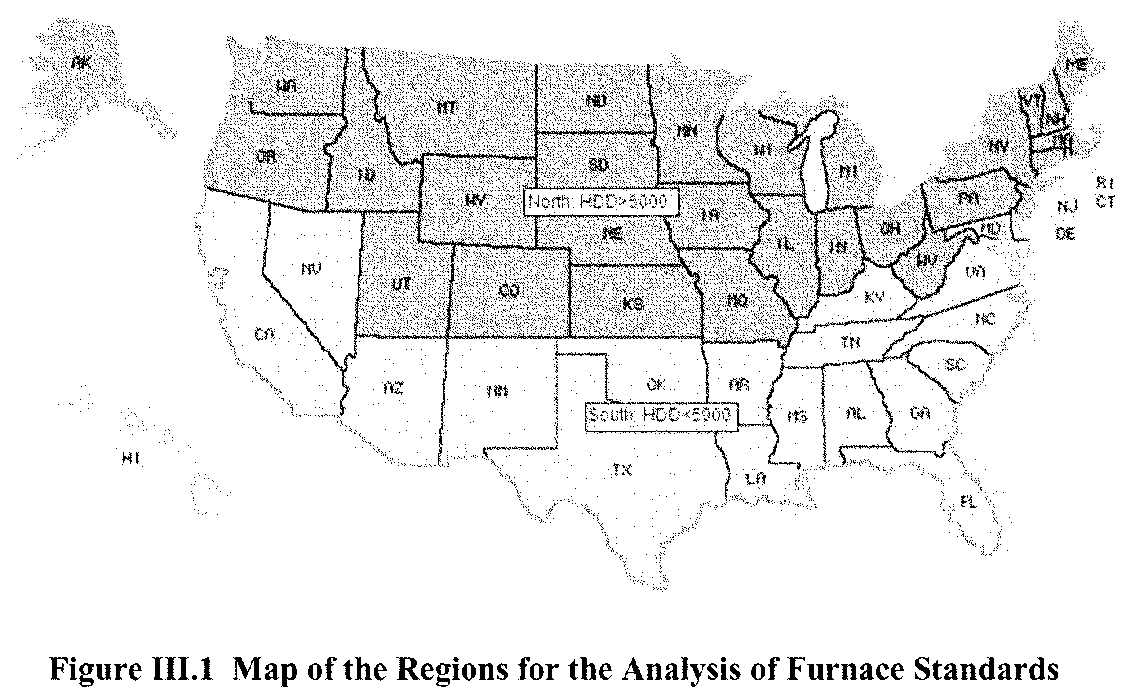 AK
WA
MT
ND
MN
ME
VT
NH
OR
ID
SD
WI
MI
NY
WY
North: HDD>5000
IA
PA
RI
NJ
CT
NE
IL
IN
OH
MD
DE
NV
UT
CO
KS
MO
WV
VA
KY
CA
TN
NC
AZ
NM
OK
AR
SC
South: HDD<5000
MS
AL
GA
HI
TX
LA
FL
Figure III.1 Map of the Regions for the Analysis of Furnace Standards